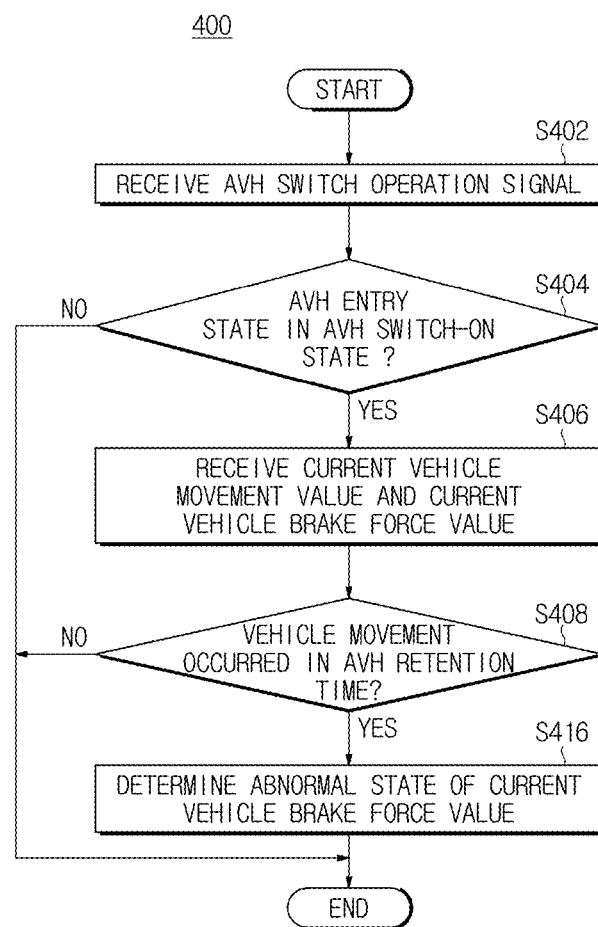 400
START
S402
RECEIVE AVH SWITCH OPERATION SIGNAL
S404
NO
AVH ENTRY
STATE IN AVH SWITCH-ON
STATE ?
YES
S406
RECEIVE CURRENT VEHICLE
MOVEMENT VALUE AND CURRENT
VEHICLE BRAKE FORCE VALUE
S408
NO
VEHICLE MOVEMENT
OCCURRED IN AVH RETENTION
TIME?
YES
S416
DETERMINE ABNORMAL STATE OF CURRENT
VEHICLE BRAKE FORCE VALUE
END